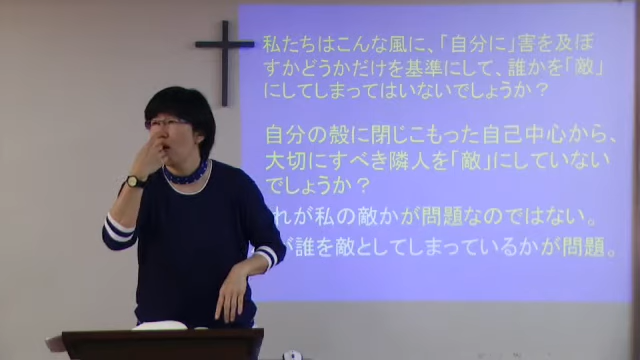 私たちはこんな風に、「自分に」害を及ぼ
すかどうかだけを基準にして、誰かを「敵」
にしてしまってはいないでしょうか？
自分の殻に閉じこもった自己中心から、
大切にすべき隣人を「敵」にしていない
でしょうか？
れが私の敵かが問題なのではない。
が誰を敵としてしまっているかが問題。